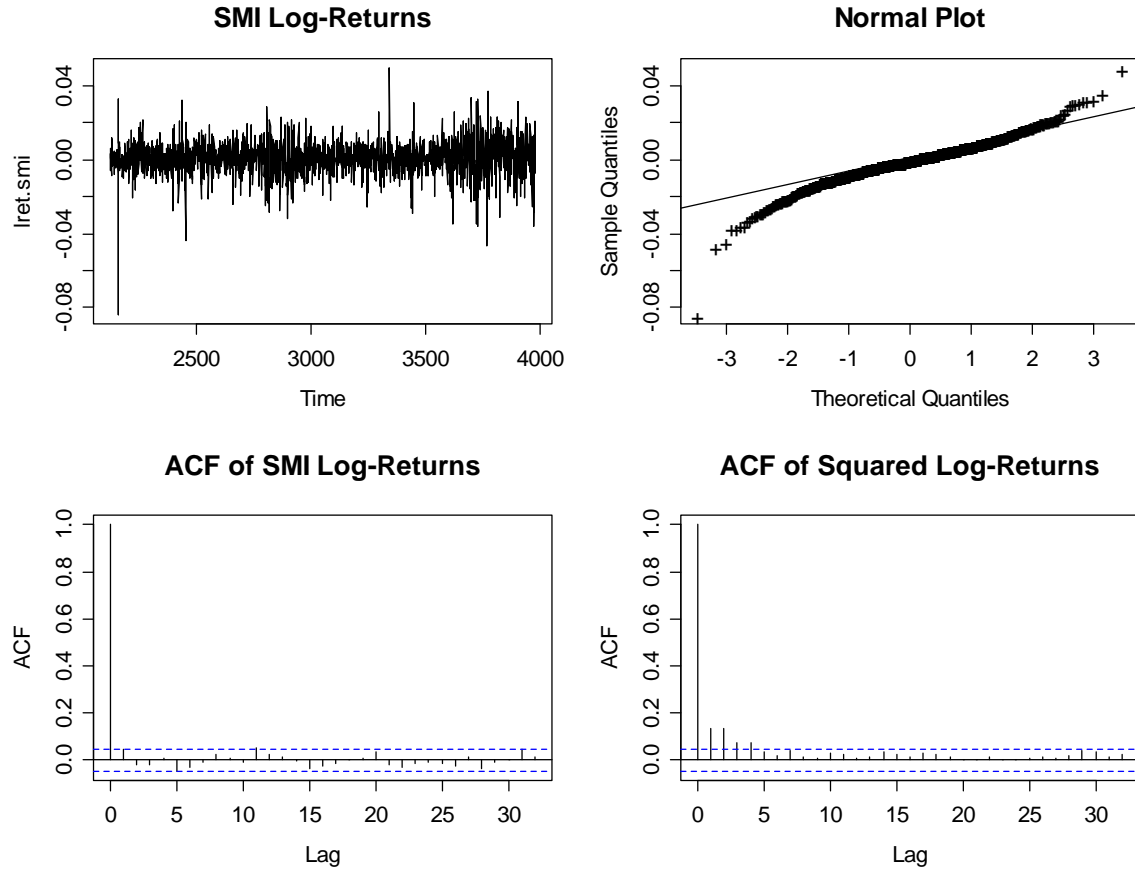 SMI Log-Returns
lret.smi
0.04
0.00
-0.04
-0.08
2500 3000 3500 4000
Time
Normal Plot
Sample Quantiles
0.04
0.00
-0.04
-0.08
-3 -2 -1 0 1 2 3
Theoretical Quantiles
ACF of SMI Log-Returns
ACF
1.0
0.8
0.6
0.4
0.2
0.0
0 5 10 15 20 25 30
Lag
ACF of Squared Log-Returns
ACF
1.0
0.8
0.6
0.4
0.2
0.0
0 5 10 15 20 25 30
Lag